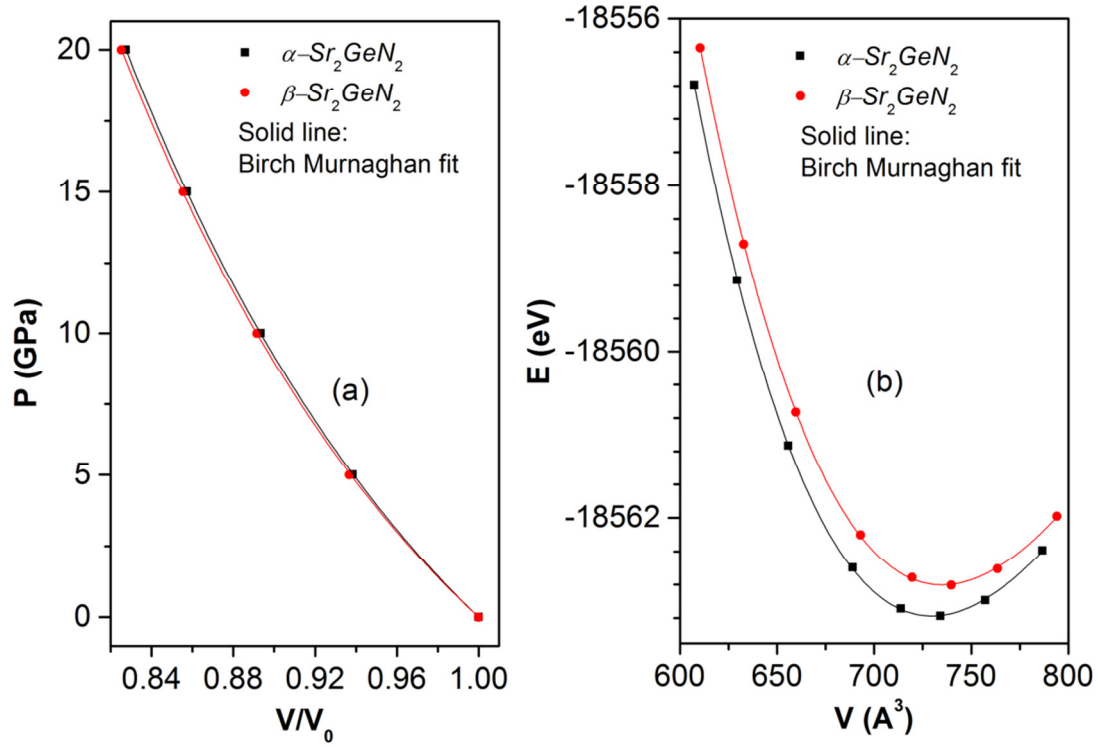 20
15
10
5
0
P (GPa)
α–Sr₂GeN₂
β–Sr₂GeN₂
Solid line:
Birch Murnaghan fit
(a)
0.84 0.88 0.92 0.96 1.00
V/V₀
-18556
-18558
-18560
-18562
E (eV)
α–Sr₂GeN₂
β–Sr₂GeN₂
Solid line:
Birch Murnaghan fit
(b)
600 650 700 750 800
V (A³)